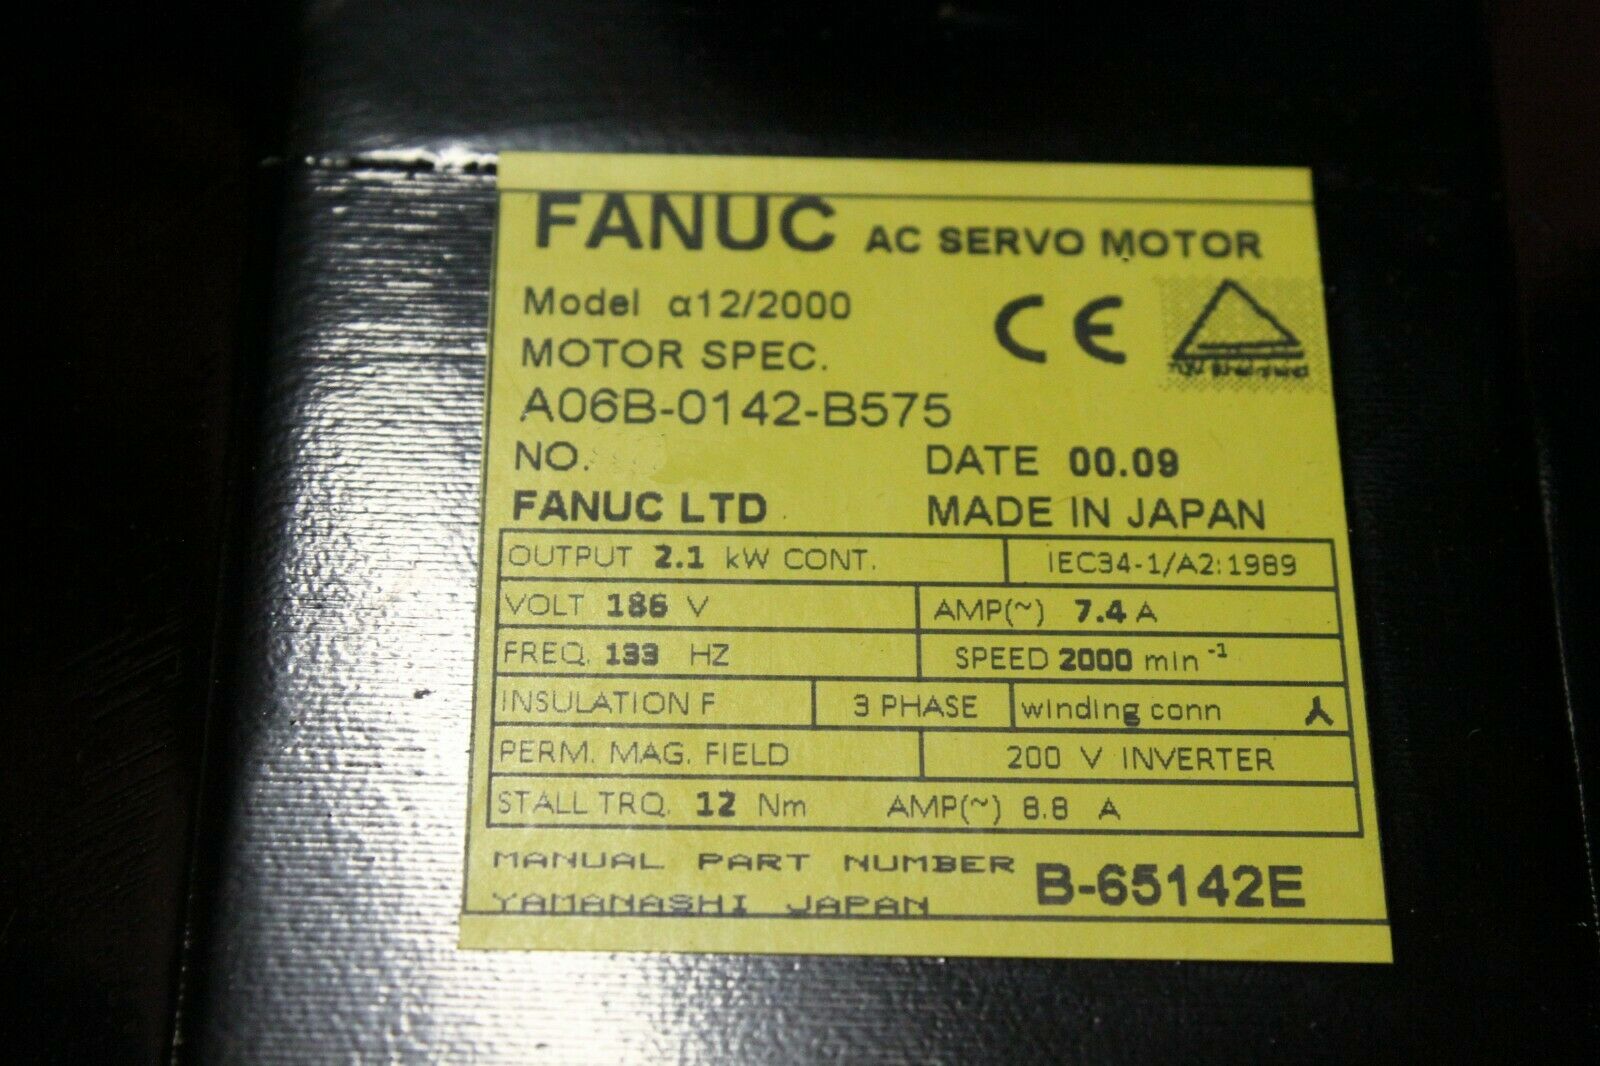 FANUC AC SERVO MOTOR
Model α12/2000
MOTOR SPEC.
A06B-0142-B575
CE
NO. DATE 00.09
FANUC LTD MADE IN JAPAN
OUTPUT 2.1 kW CONT. IEC34-1/A2:1989
VOLT 186 V AMP(~) 7.4 A
FREQ. 133 HZ SPEED 2000 min⁻¹
INSULATION F 3 PHASE winding conn
PERM. MAG. FIELD 200 V INVERTER
STALL TRQ. 12 Nm AMP(~) 8.8 A
MANUAL PART NUMBER B-65142E
YAMANASHI JAPAN